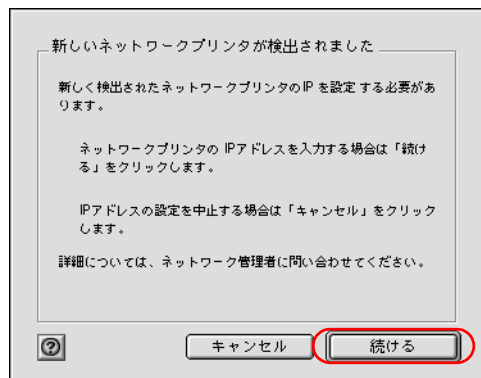 新しいネットワークプリンタが検出されました
新しく検出されたネットワークプリンタのIP を設定 する必要があ
ります。
ネットワークプリンタの IPアドレスを入力する場合は「続け
る」をクリックします。
IPアドレスの設定を中止する場合は「キャンセル」をクリック
します。
詳細については、ネットワーク管理者に問い合わせてください。
? キャンセル 続ける